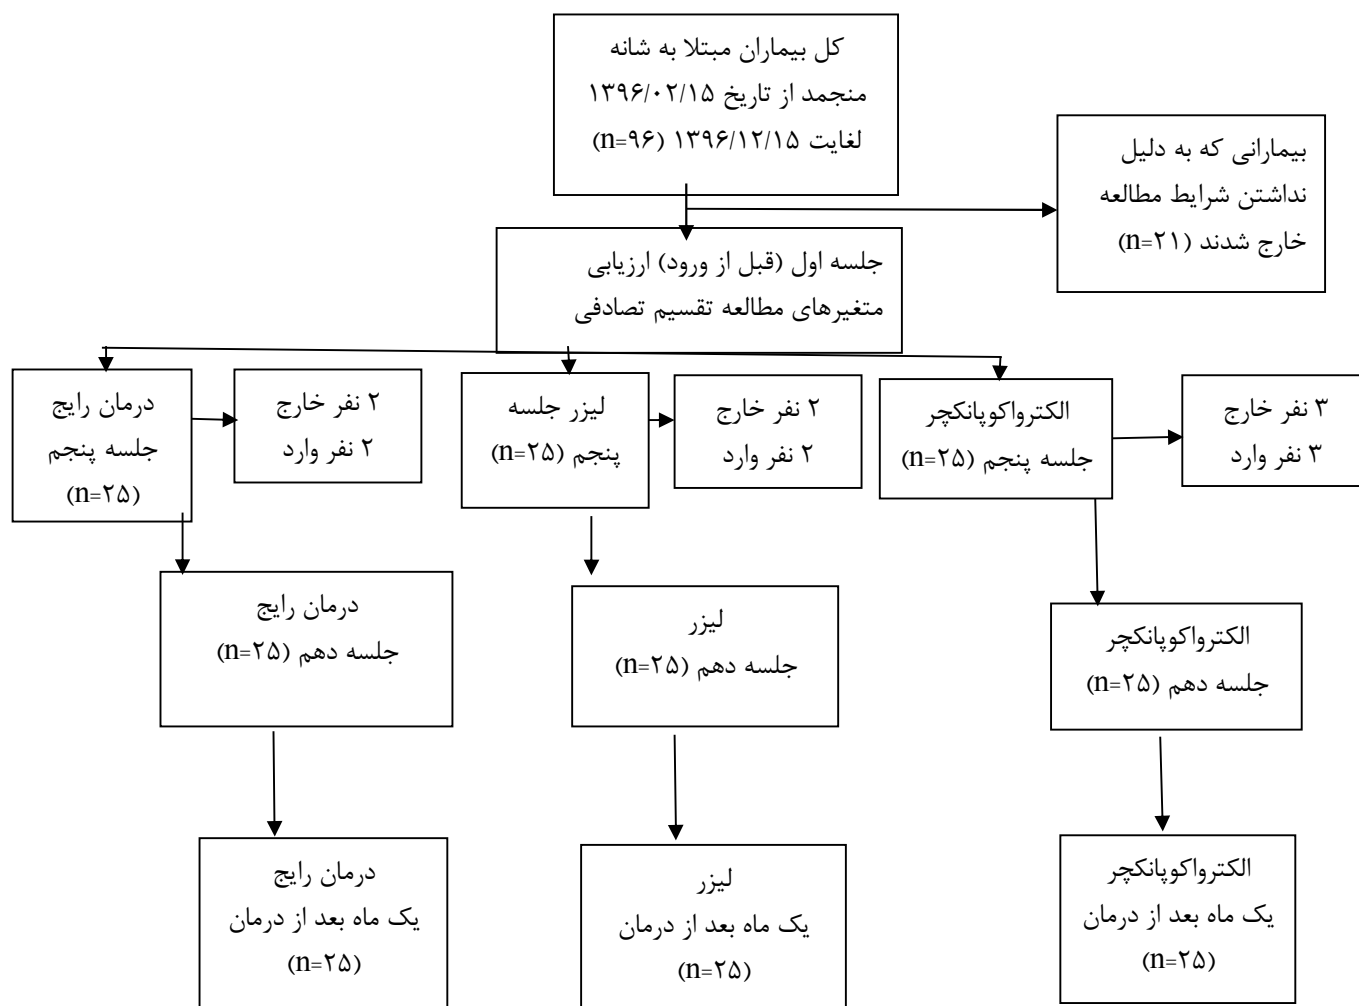 کل بیماران مبتلا به شانه
منجمد از تاریخ ۱۳۹۶/۰۲/۱۵
لغایت ۱۳۹۶/۱۲/۱۵ (n=۹۶)
بیمارانی که به دلیل
نداشتن شرایط مطالعه
خارج شدند (n=۲۱)
جلسه اول (قبل از ورود) ارزیابی
متغیرهای مطالعه تقسیم تصادفی
۳ نفر خارج
۳ نفر وارد
الکترواکوپانکچر
جلسه پنجم (n=۲۵)
۲ نفر خارج
۲ نفر وارد
لیزر جلسه
پنجم (n=۲۵)
۲ نفر خارج
۲ نفر وارد
درمان رایج
جلسه پنجم
(n=۲۵)
الکترواکوپانکچر
جلسه دهم (n=۲۵)
لیزر
جلسه دهم (n=۲۵)
درمان رایج
جلسه دهم (n=۲۵)
الکترواکوپانکچر
یک ماه بعد از درمان
(n=۲۵)
لیزر
یک ماه بعد از درمان
(n=۲۵)
درمان رایج
یک ماه بعد از درمان
(n=۲۵)